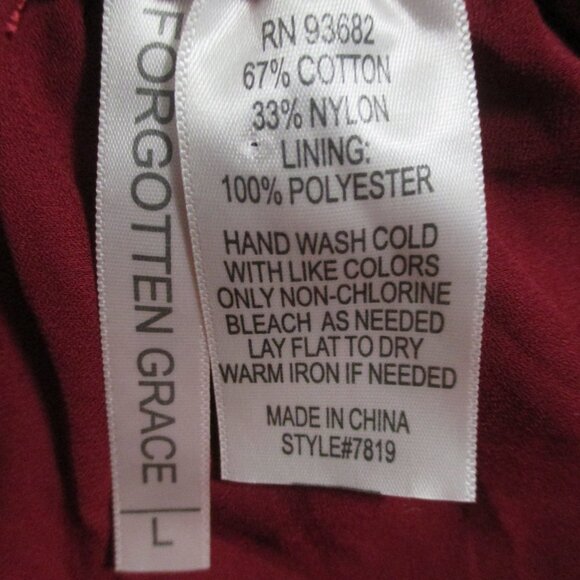 FORGOTTEN GRACE | L
RN 93682
67% COTTON
33% NYLON
LINING:
100% POLYESTER
HAND WASH COLD
WITH LIKE COLORS
ONLY NON-CHLORINE
BLEACH AS NEEDED
LAY FLAT TO DRY
WARM IRON IF NEEDED
MADE IN CHINA
STYLE#7819